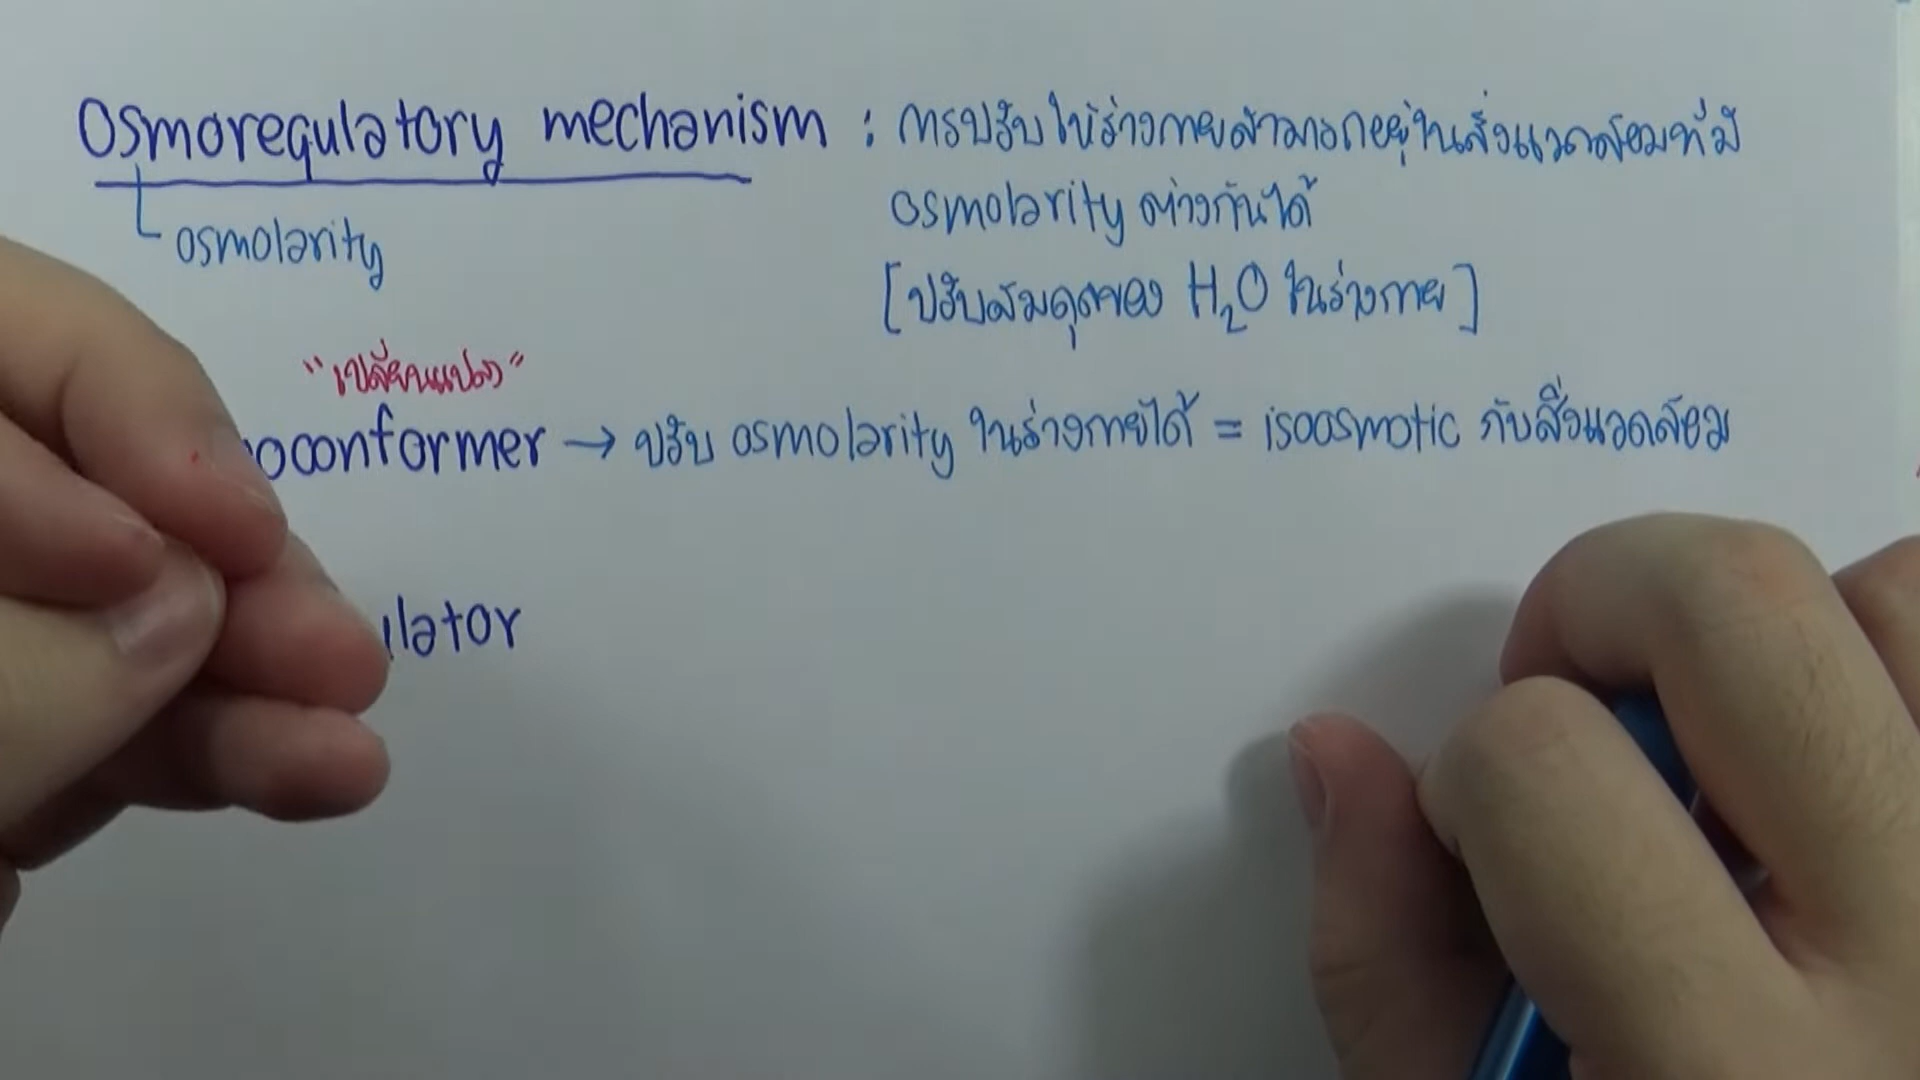 Osmoregulatory mechanism : การปรับให้ร่างกายสามารถอยู่ในสิ่งแวดล้อมที่มี
osmolarity
osmolarity ต่างกันได้
[ปรับสมดุลของ H₂O ในร่างกาย]
"เปลี่ยนแปลง"
oconformer → ปรับ osmolarity ในร่างกายได้ = isoosmotic กับสิ่งแวดล้อม
ulator